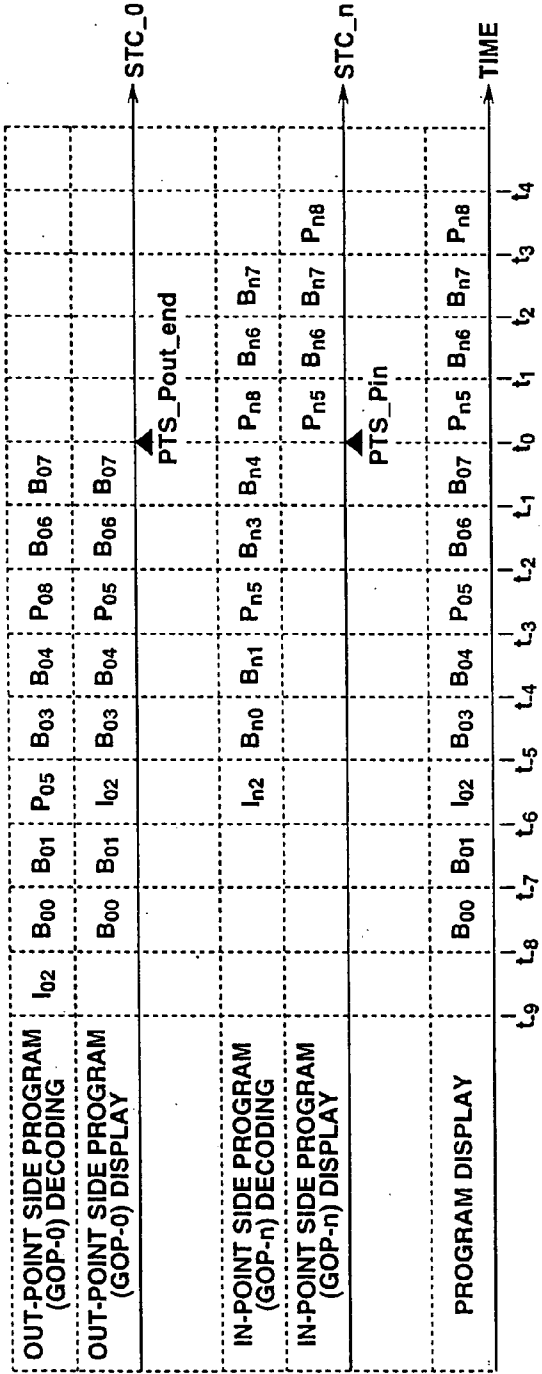 OUT-POINT SIDE PROGRAM
(GOP-0) DECODING
I02 B00 B01 P05 B03 B04 P08 B06 B07
OUT-POINT SIDE PROGRAM
(GOP-0) DISPLAY
B00 B01 I02 B03 B04 P05 B06 B07
STC_0
PTS_Pout_end
IN-POINT SIDE PROGRAM
(GOP-n) DECODING
In2 Bn0 Bn1 Pn5 Bn3 Bn4 Pn8 Bn6 Bn7
IN-POINT SIDE PROGRAM
(GOP-n) DISPLAY
Pn5 Bn6 Bn7 Pn8
STC_n
PTS_Pin
PROGRAM DISPLAY
B00 B01 I02 B03 B04 P05 B06 B07 Pn5 Bn6 Bn7 Pn8
TIME
t-9 t-8 t-7 t-6 t-5 t-4 t-3 t-2 t-1 t0 t1 t2 t3 t4